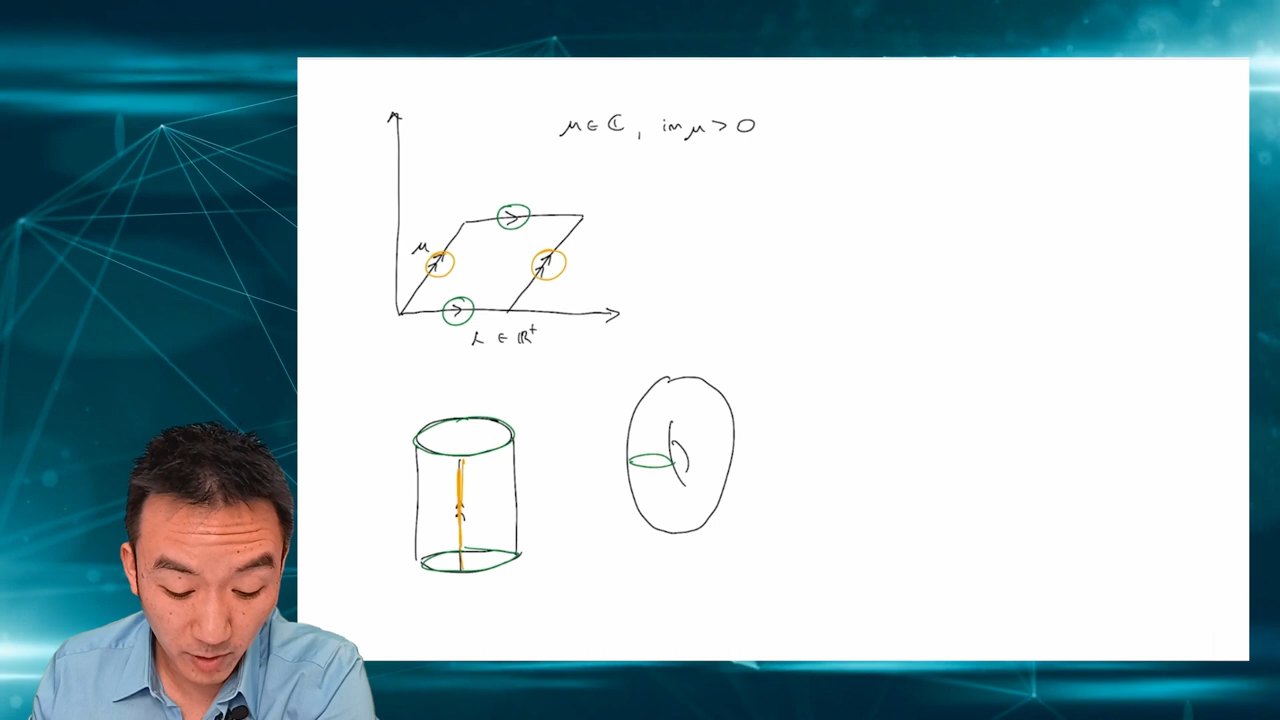 μ ∈ ℂ , im μ > 0
μ
λ ∈ ℝ⁺